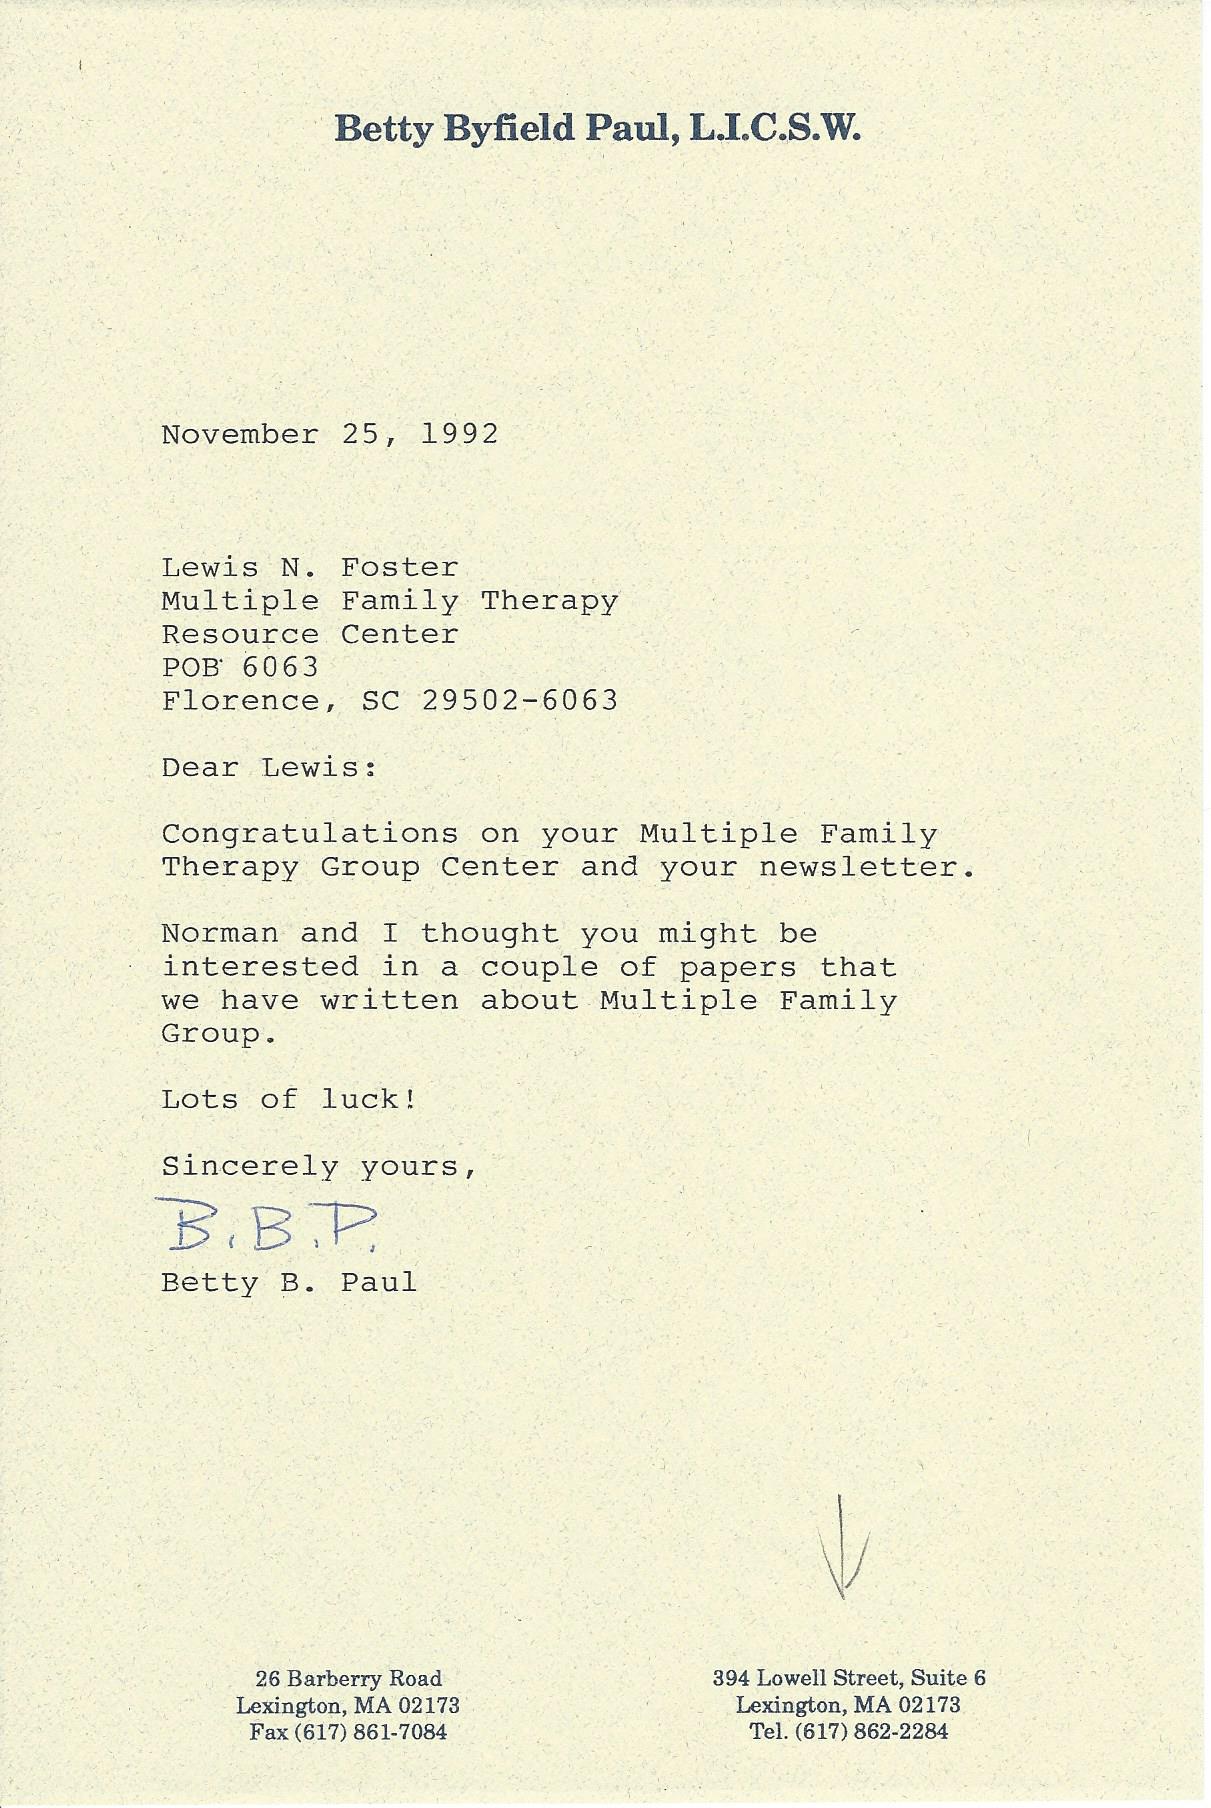 Betty Byfield Paul, L.I.C.S.W.
November 25, 1992
Lewis N. Foster
Multiple Family Therapy
Resource Center
POB 6063
Florence, SC 29502-6063
Dear Lewis:
Congratulations on your Multiple Family
Therapy Group Center and your newsletter.
Norman and I thought you might be
interested in a couple of papers that
we have written about Multiple Family
Group.
Lots of luck!
Sincerely yours,
B.B.P.
Betty B. Paul
26 Barberry Road
Lexington, MA 02173
Fax (617) 861-7084
394 Lowell Street, Suite 6
Lexington, MA 02173
Tel. (617) 862-2284